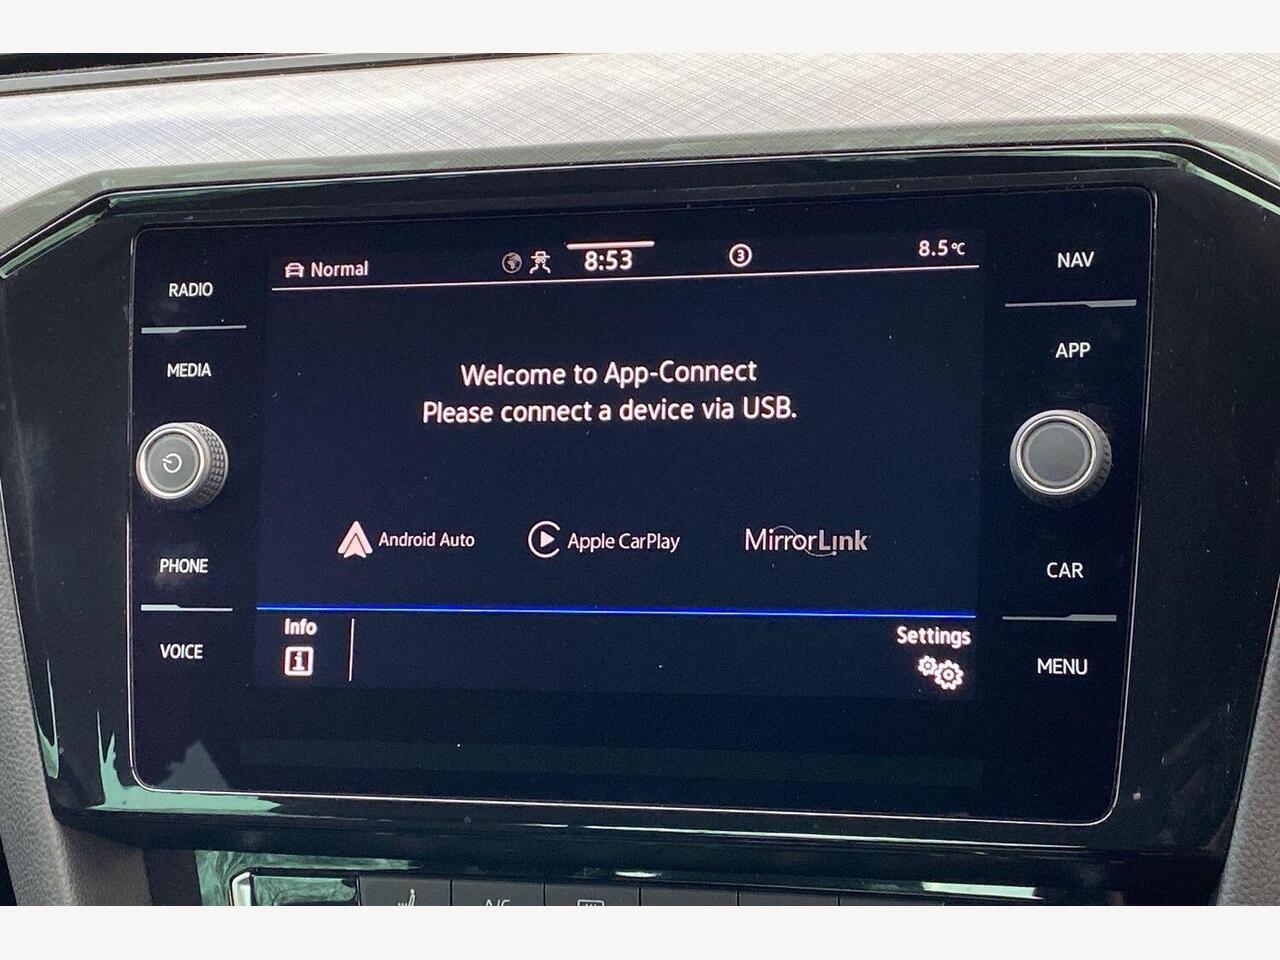 Normal
8:53
3
8.5°C
RADIO
MEDIA
PHONE
VOICE
Welcome to App-Connect
Please connect a device via USB.
Android Auto
Apple CarPlay
MirrorLink
Info
i
Settings
NAV
APP
CAR
MENU